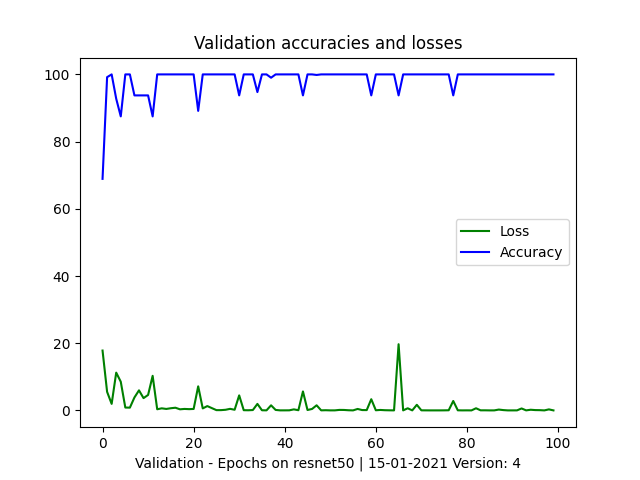 Validation accuracies and losses
100
80
60
40
20
0
Loss
Accuracy
0 20 40 60 80 100
Validation - Epochs on resnet50 | 15-01-2021 Version: 4